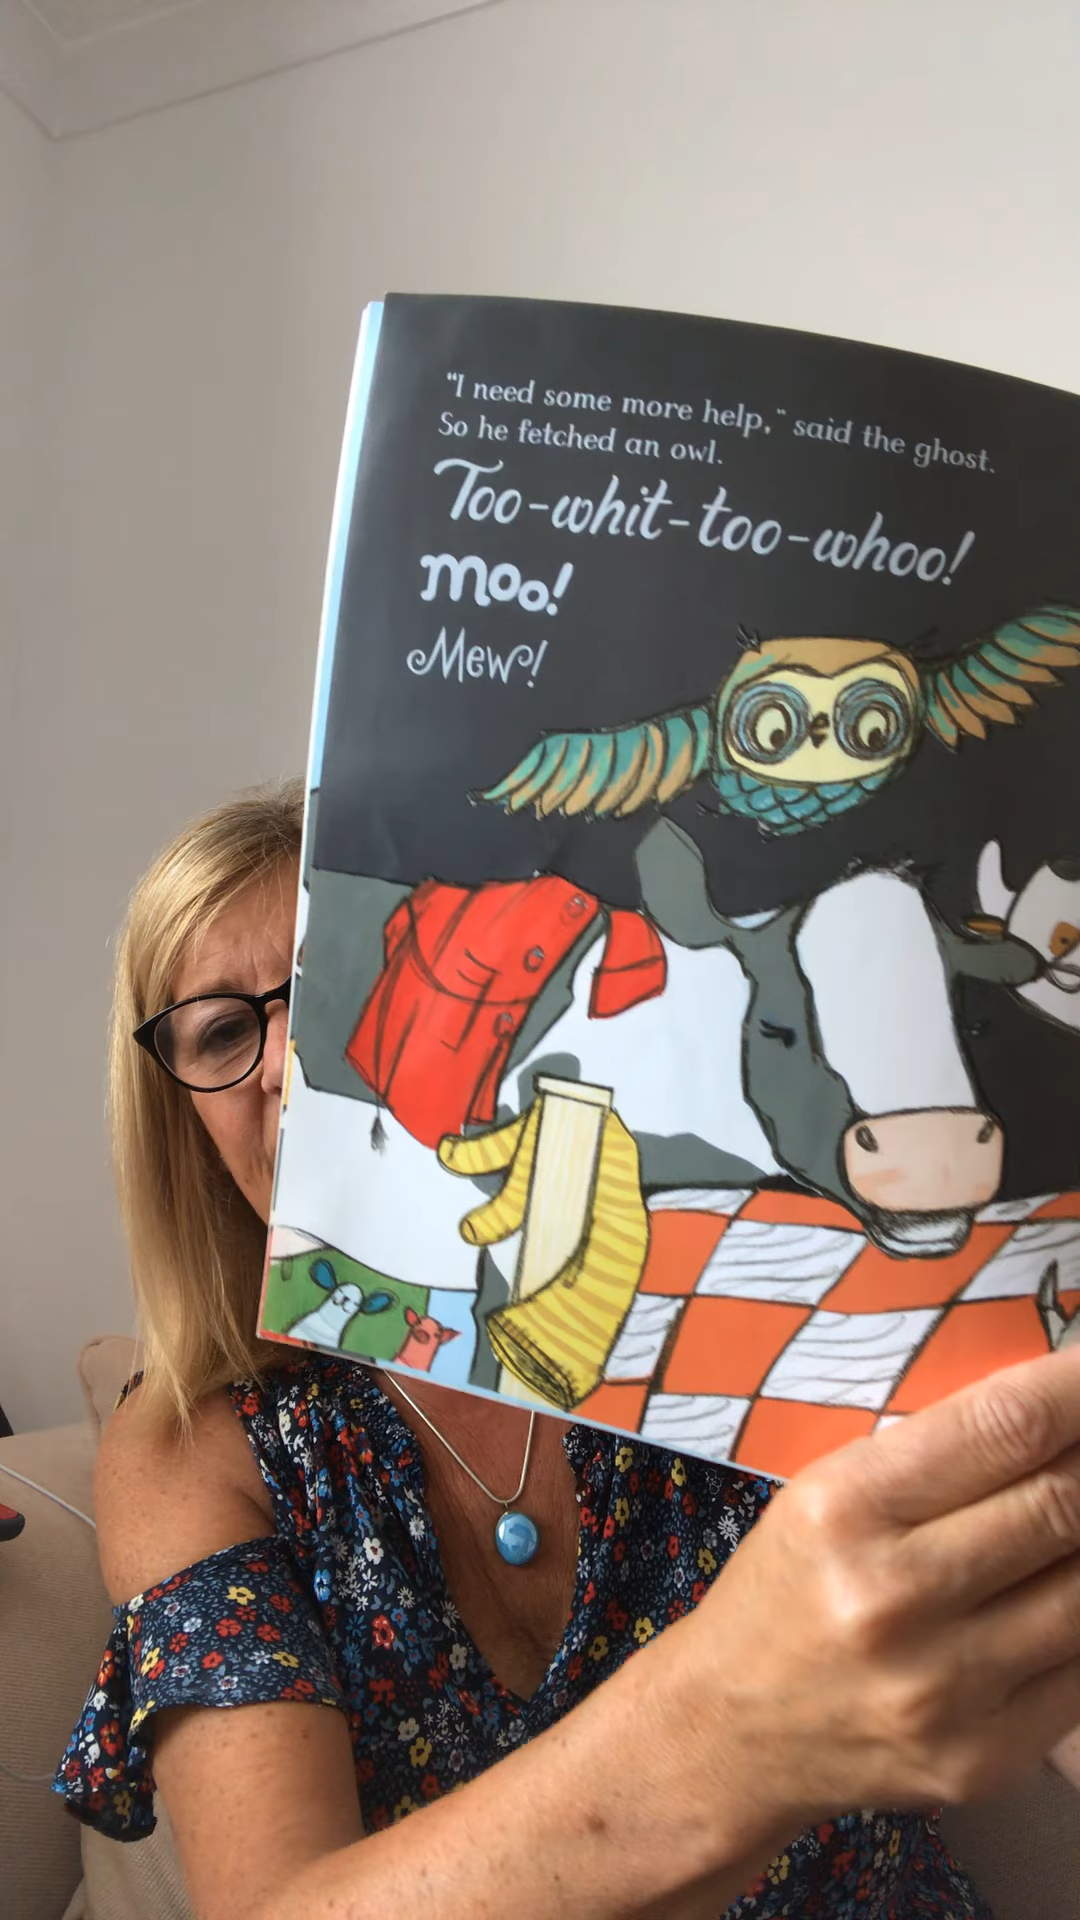 “I need some more help,” said the ghost.
So he fetched an owl.
Too-whit-too-whoo!
moo!
Mew!